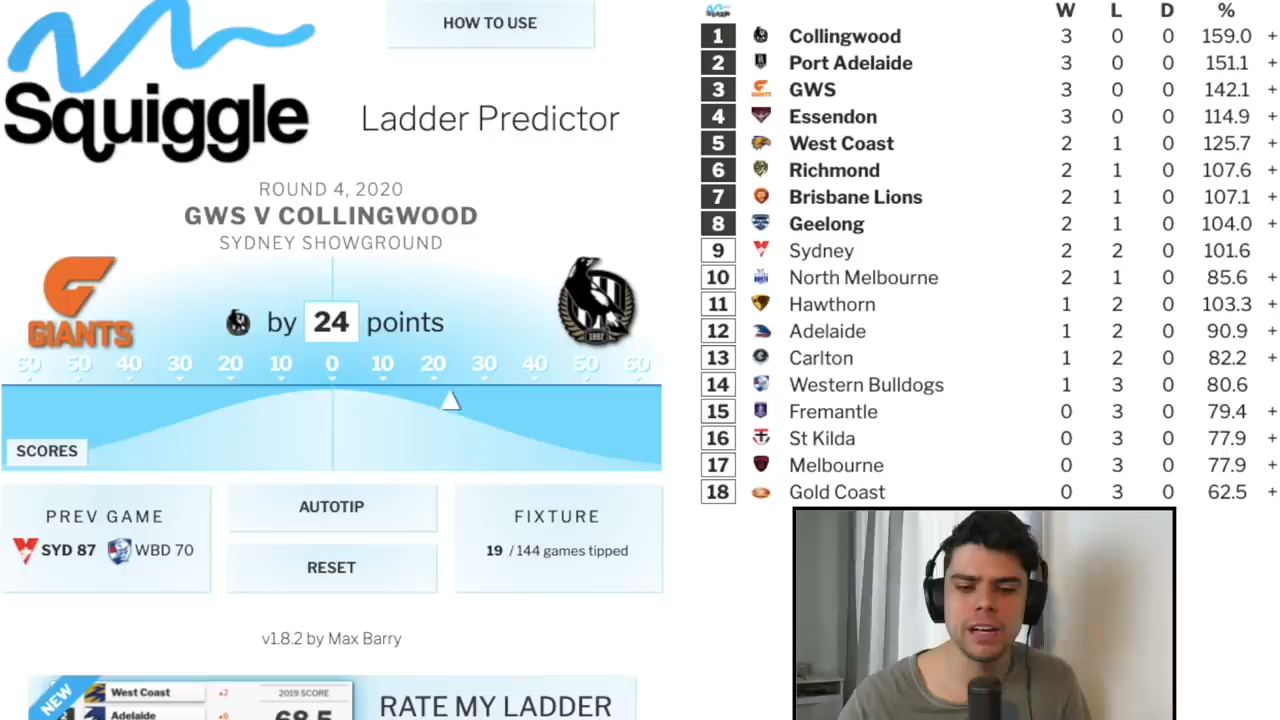 HOW TO USE
Squiggle
Ladder Predictor
ROUND 4, 2020
GWS V COLLINGWOOD
SYDNEY SHOWGROUND
GIANTS
by 24 points
1892
60 50 40 30 20 10 0 10 20 30 40 50 60
SCORES
PREV GAME
SYD 87 WBD 70
AUTOTIP
RESET
FIXTURE
19 / 144 games tipped
v1.8.2 by Max Barry
NEW
West Coast +2
Adelaide +6
2019 SCORE
68.5
RATE MY LADDER
Squiggle W L D %
1 Collingwood 3 0 0 159.0 +
2 Port Adelaide 3 0 0 151.1 +
3 GWS 3 0 0 142.1 +
4 Essendon 3 0 0 114.9 +
5 West Coast 2 1 0 125.7 +
6 Richmond 2 1 0 107.6 +
7 Brisbane Lions 2 1 0 107.1 +
8 Geelong 2 1 0 104.0 +
9 Sydney 2 2 0 101.6
10 North Melbourne 2 1 0 85.6 +
11 Hawthorn 1 2 0 103.3 +
12 Adelaide 1 2 0 90.9 +
13 Carlton 1 2 0 82.2 +
14 Western Bulldogs 1 3 0 80.6
15 Fremantle 0 3 0 79.4 +
16 St Kilda 0 3 0 77.9 +
17 Melbourne 0 3 0 77.9 +
18 Gold Coast 0 3 0 62.5 +